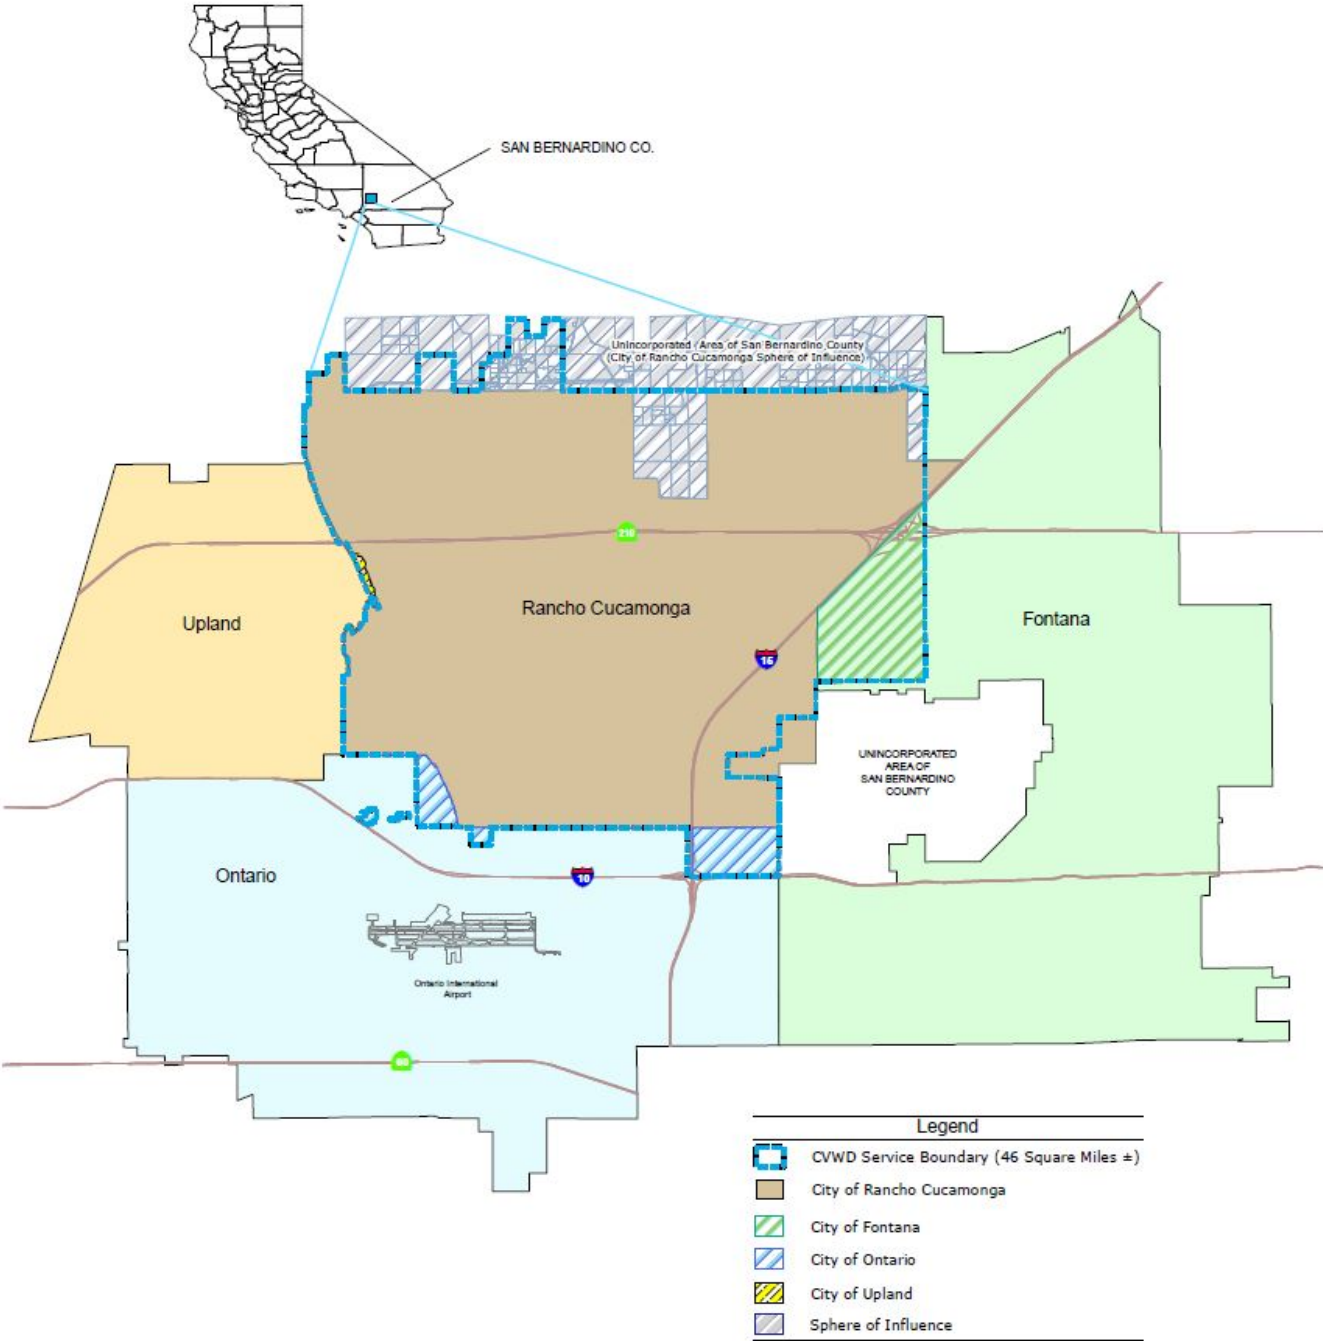 SAN BERNARDINO CO.
Unincorporated Area of San Bernardino County
(City of Rancho Cucamonga Sphere of Influence)
210
Rancho Cucamonga
Upland
Fontana
15
UNINCORPORATED
AREA OF
SAN BERNARDINO
COUNTY
Ontario
10
Ontario International
Airport
60
Legend
CVWD Service Boundary (46 Square Miles ±)
City of Rancho Cucamonga
City of Fontana
City of Ontario
City of Upland
Sphere of Influence